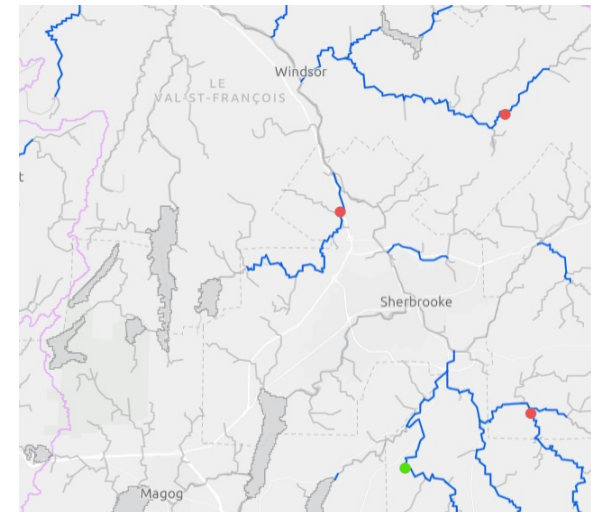 Windsor
LE
VAL-ST-FRANÇOIS
t
Sherbrooke
Magog